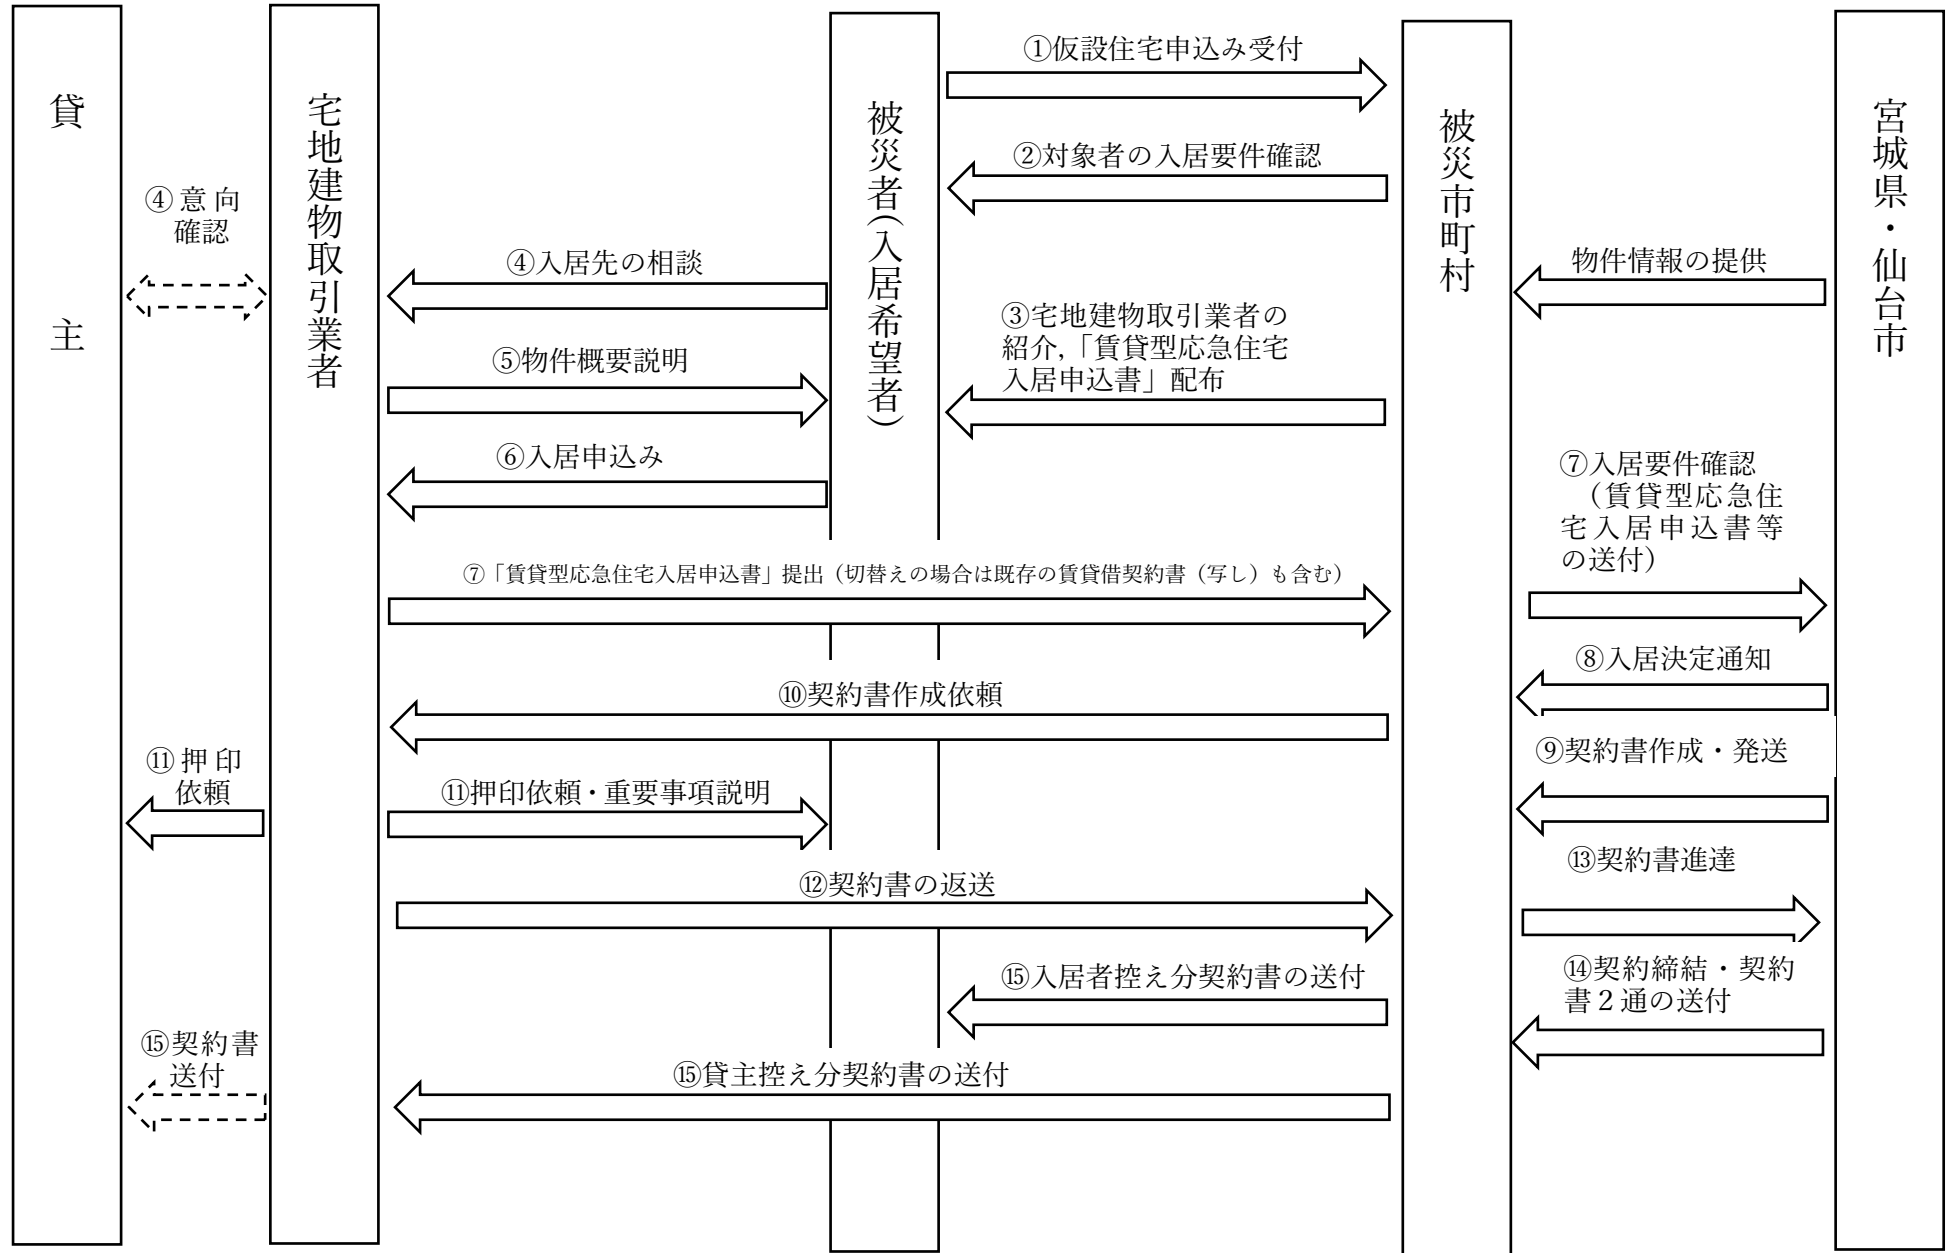 貸主
宅地建物取引業者
被災者(入居希望者)
被災市町村
宮城県・仙台市
①仮設住宅申込み受付
②対象者の入居要件確認
④意向
確認
④入居先の相談
物件情報の提供
③宅地建物取引業者の
紹介,「賃貸型応急住宅
入居申込書」配布
⑤物件概要説明
⑥入居申込み
⑦入居要件確認
（賃貸型応急住
宅入居申込書等
の送付）
⑦「賃貸型応急住宅入居申込書」提出（切替えの場合は既存の賃貸借契約書（写し）も含む）
⑧入居決定通知
⑩契約書作成依頼
⑨契約書作成・発送
⑪押印
依頼
⑪押印依頼・重要事項説明
⑬契約書進達
⑫契約書の返送
⑭契約締結・契約
書２通の送付
⑮入居者控え分契約書の送付
⑮契約書
送付
⑮貸主控え分契約書の送付